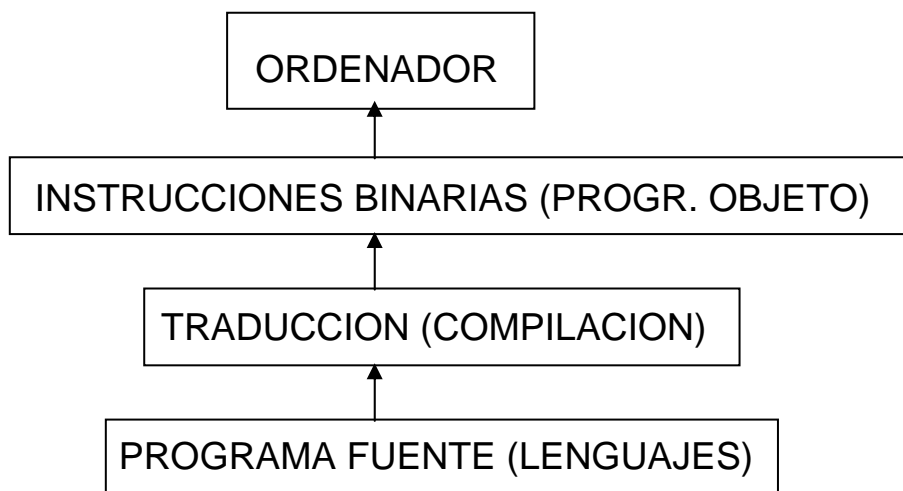 ORDENADOR
INSTRUCCIONES BINARIAS (PROGR. OBJETO)
TRADUCCION (COMPILACION)
PROGRAMA FUENTE (LENGUAJES)